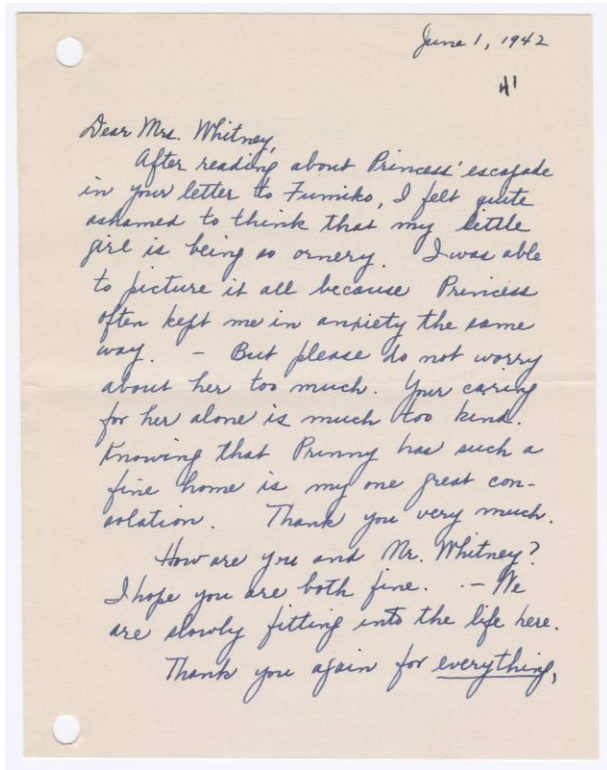 June 1, 1942
41
Dear Mrs. Whitney,
After reading about Princess' escapade
in your letter to Fumiko, I felt quite
ashamed to think that my little
girl is being so ornery. I was able
to picture it all because Princess
often kept me in anxiety the same
way. - But please do not worry
about her too much. Your caring
for her alone is much too kind.
Knowing that Prinny has such a
fine home is my one great con-
solation. Thank you very much.
How are you and Mr. Whitney?
I hope you are both fine. - We
are slowly fitting into the life here.
Thank you again for everything,